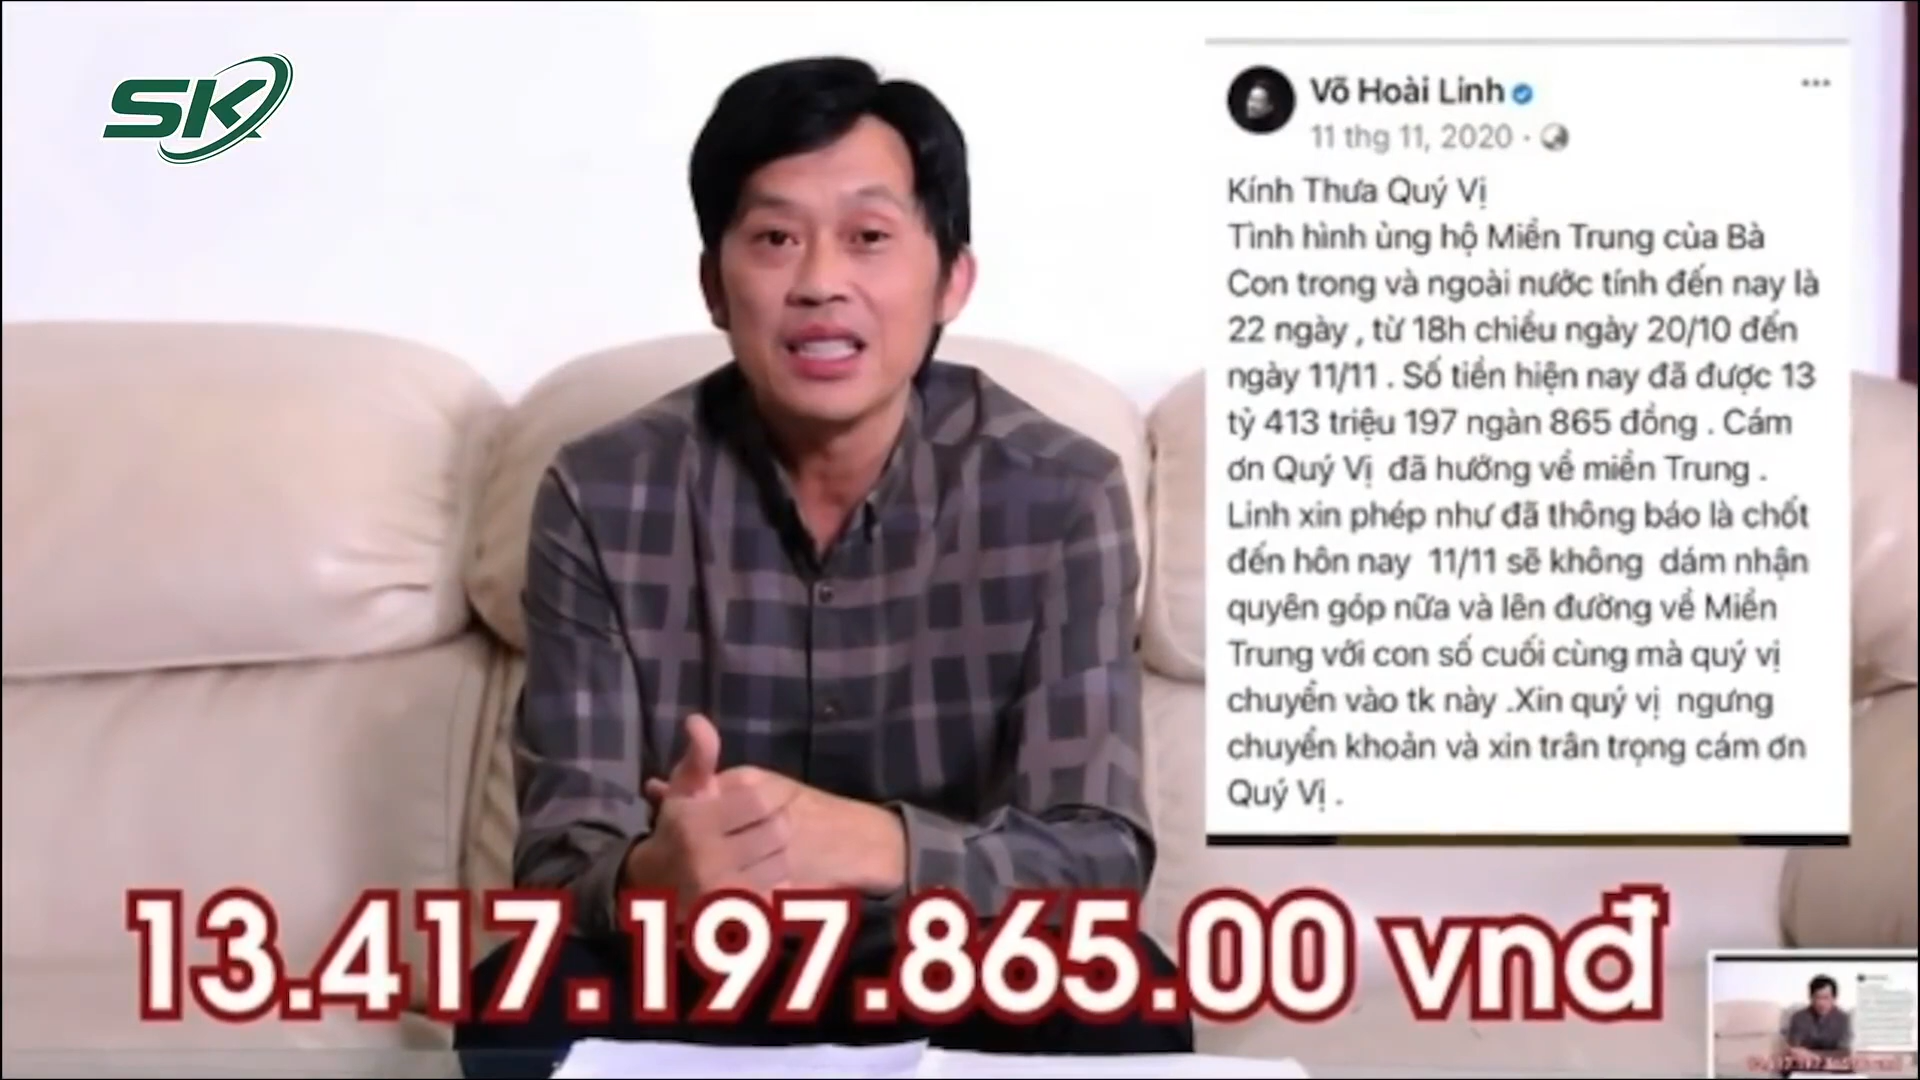 SK
Võ Hoài Linh
11 thg 11, 2020 ·
Kính Thưa Quý Vị
Tình hình ủng hộ Miền Trung của Bà
Con trong và ngoài nước tính đến nay là
22 ngày , từ 18h chiều ngày 20/10 đến
ngày 11/11 . Số tiền hiện nay đã được 13
tỷ 413 triệu 197 ngàn 865 đồng . Cám
ơn Quý Vị đã hướng về miền Trung .
Linh xin phép như đã thông báo là chốt
đến hôn nay 11/11 sẽ không dám nhận
quyên góp nữa và lên đường về Miền
Trung với con số cuối cùng mà quý vị
chuyển vào tk này .Xin quý vị ngưng
chuyển khoản và xin trân trọng cám ơn
Quý Vị .
13.417.197.865.00 vnđ